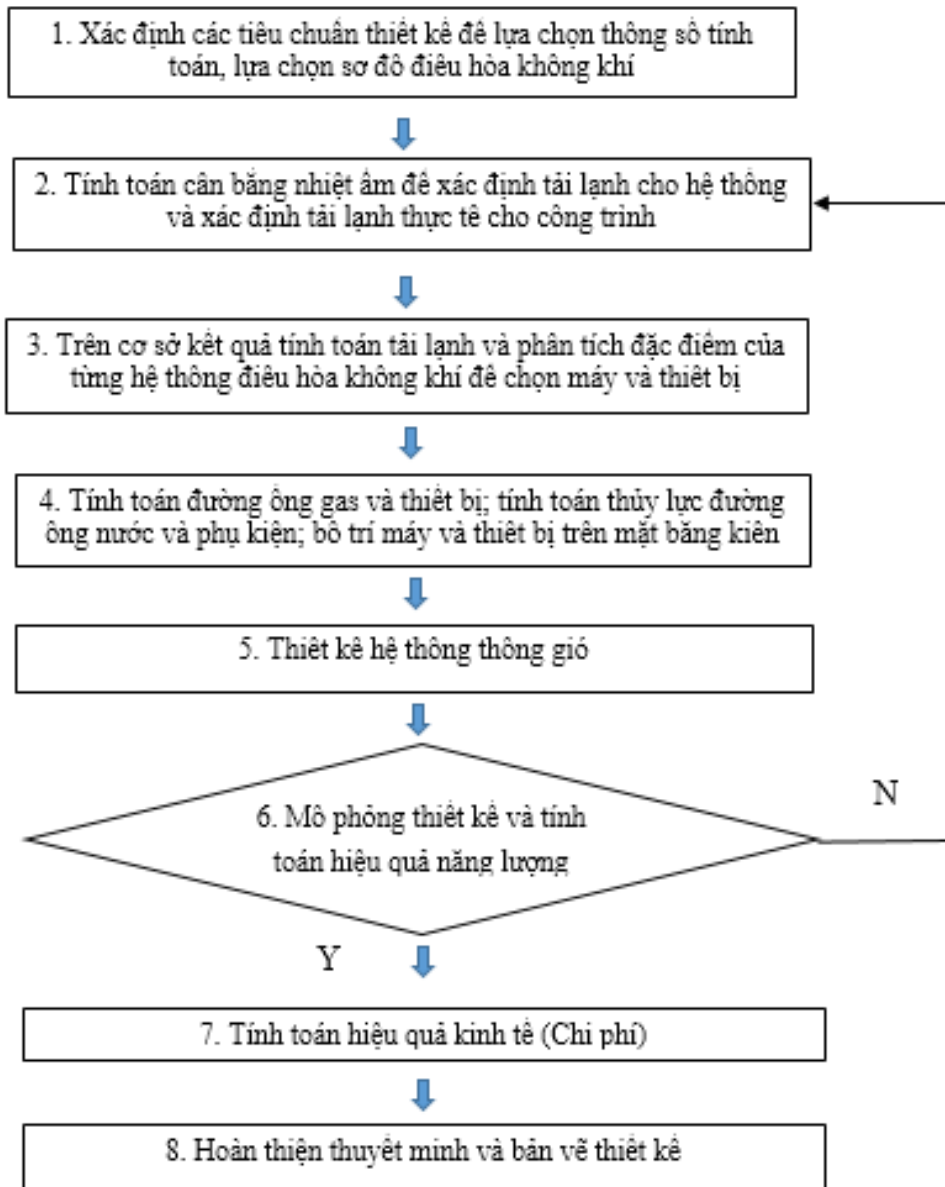 1. Xác định các tiêu chuẩn thiết kế để lựa chọn thông số tính
toán, lựa chọn sơ đồ điều hòa không khí
2. Tính toán cân bằng nhiệt ẩm để xác định tải lạnh cho hệ thống
và xác định tải lạnh thực tế cho công trình
3. Trên cơ sở kết quả tính toán tải lạnh và phân tích đặc điểm của
từng hệ thống điều hòa không khí để chọn máy và thiết bị
4. Tính toán đường ống gas và thiết bị; tính toán thủy lực đường
ống nước và phụ kiện; bố trí máy và thiết bị trên mặt bằng kiến
5. Thiết kế hệ thống thông gió
N
6. Mô phỏng thiết kế và tính
toán hiệu quả năng lượng
Y
7. Tính toán hiệu quả kinh tế (Chi phí)
8. Hoàn thiện thuyết minh và bản vẽ thiết kế